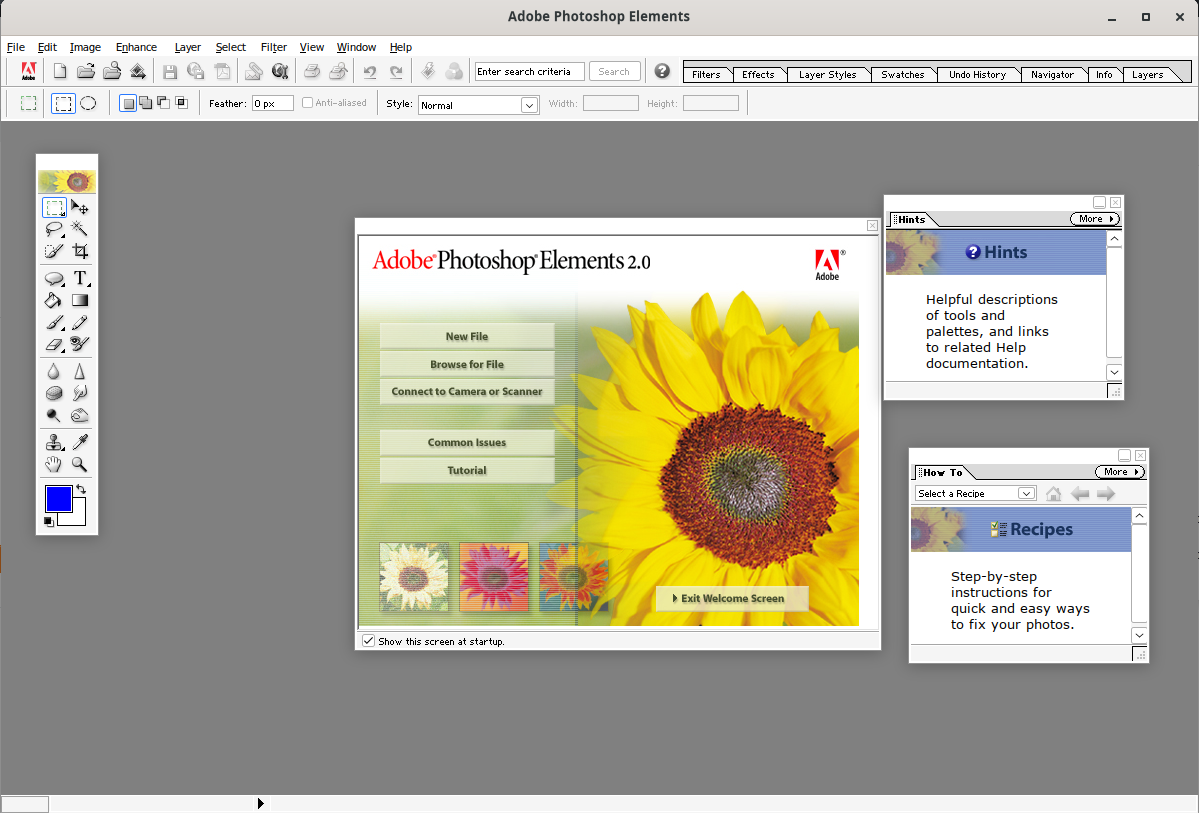 Adobe Photoshop Elements
File Edit Image Enhance Layer Select Filter View Window Help
Enter search criteria Search ? Filters Effects Layer Styles Swatches Undo History Navigator Info Layers
Feather: 0 px Anti-aliased Style: Normal Width: Height:
T
Adobe® Photoshop® Elements 2.0
Adobe ®
New File
Browse for File
Connect to Camera or Scanner
Common Issues
Tutorial
Exit Welcome Screen
Show this screen at startup.
Hints More
? Hints
Helpful descriptions
of tools and
palettes, and links
to related Help
documentation.
How To More
Select a Recipe
Recipes
Step-by-step
instructions for
quick and easy ways
to fix your photos.